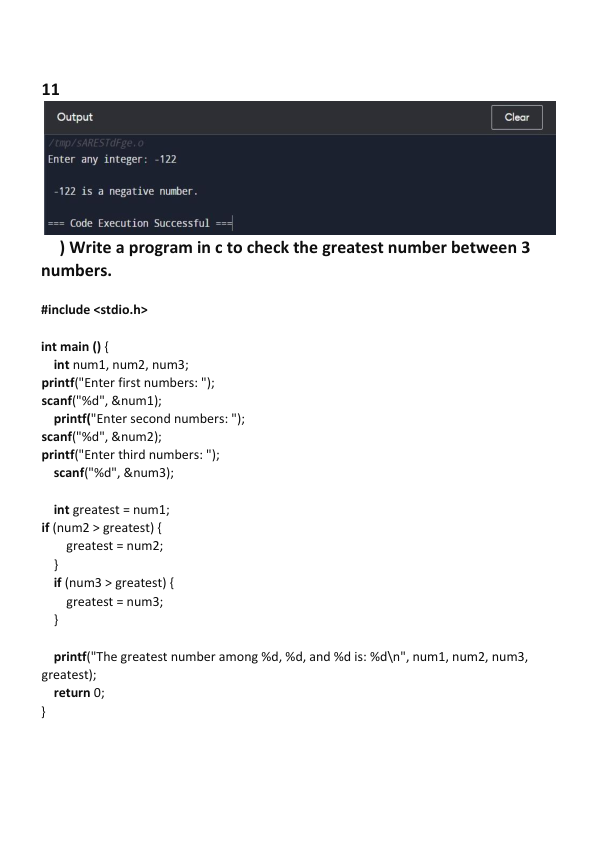 11
Output
Clear
/tmp/sARESTdFge.o
Enter any integer: -122
-122 is a negative number.
=== Code Execution Successful ===
) Write a program in c to check the greatest number between 3
numbers.
#include <stdio.h>
int main () {
int num1, num2, num3;
printf("Enter first numbers: ");
scanf("%d", &num1);
printf("Enter second numbers: ");
scanf("%d", &num2);
printf("Enter third numbers: ");
scanf("%d", &num3);
int greatest = num1;
if (num2 > greatest) {
greatest = num2;
}
if (num3 > greatest) {
greatest = num3;
}
printf("The greatest number among %d, %d, and %d is: %d\n", num1, num2, num3,
greatest);
return 0;
}